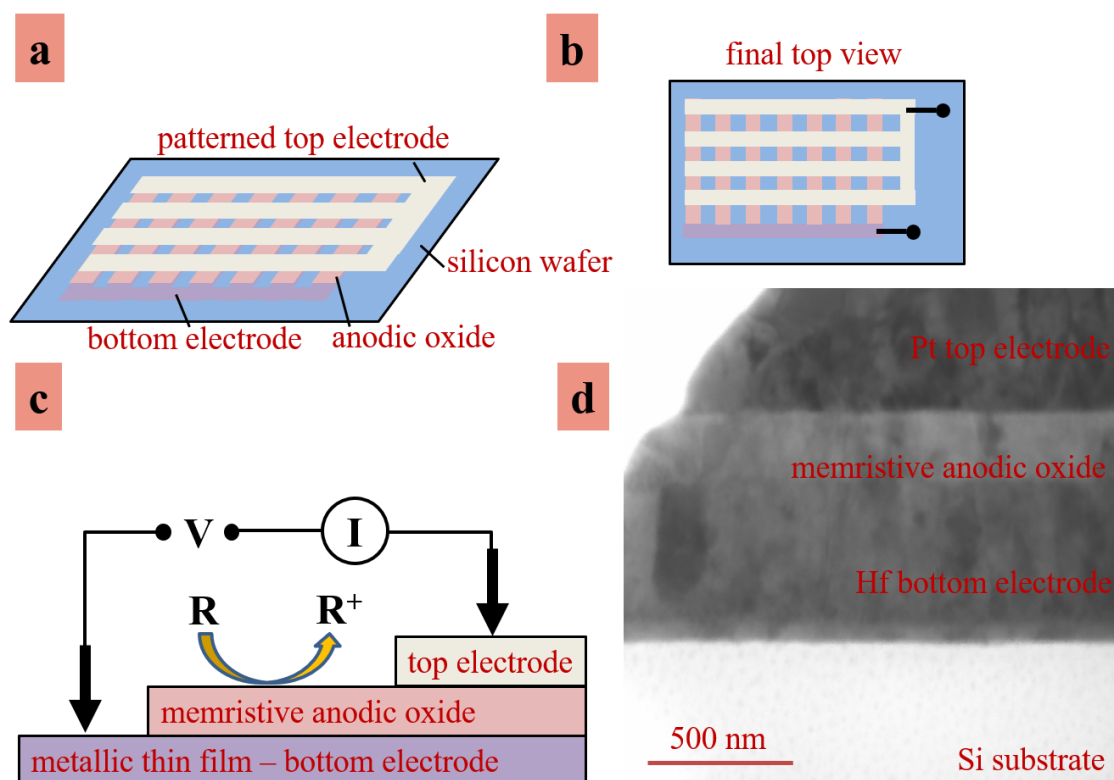 a
patterned top electrode
silicon wafer
bottom electrode
anodic oxide
b
final top view
c
V
I
R
R⁺
top electrode
memristive anodic oxide
metallic thin film – bottom electrode
d
Pt top electrode
memristive anodic oxide
Hf bottom electrode
500 nm
Si substrate